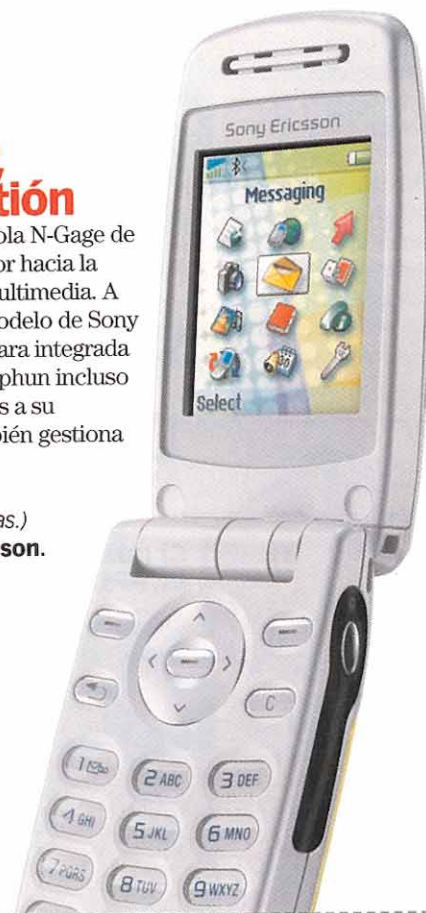 tión
ola N-Gage de
or hacia la
ultimedia. A
odelo de Sony
ara integrada
phun incluso
s a su
bién gestiona
as.)
son.
Sony Ericsson
Messaging
Select
C
1
2 ABC
3 DEF
4 GHI
5 JKL
6 MNO
7 PQRS
8 TUV
9 WXYZ